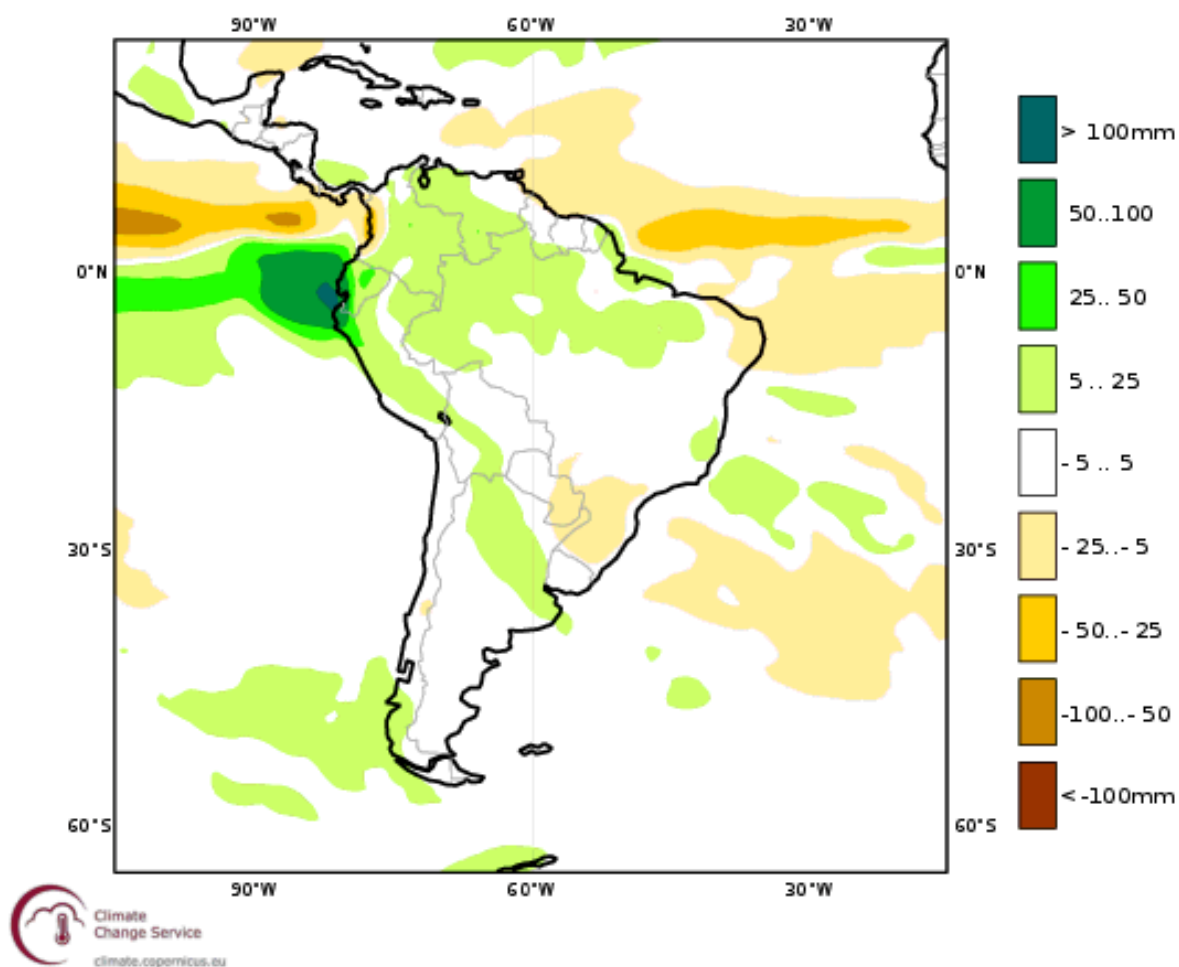 90°W 60°W 30°W
> 100mm
50..100
0°N 0°N
25.. 50
5 .. 25
- 5 .. 5
30°S 30°S
- 25..- 5
- 50..- 25
-100..- 50
< -100mm
60°S 60°S
90°W 60°W 30°W
Climate
Change Service
climate.copernicus.eu